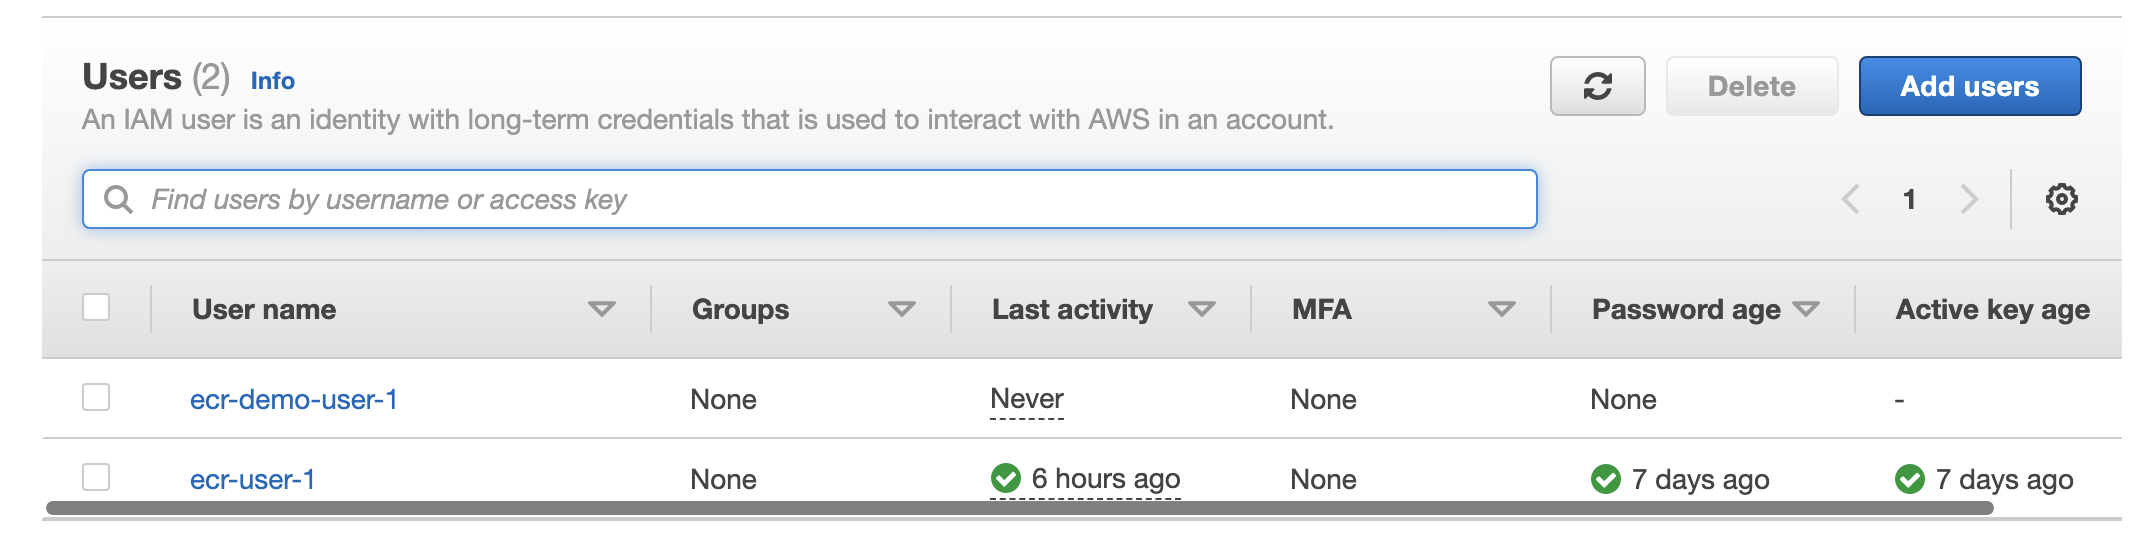 Users (2) Info
An IAM user is an identity with long-term credentials that is used to interact with AWS in an account.
Delete
Add users
Find users by username or access key
1
User name Groups Last activity MFA Password age Active key age
ecr-demo-user-1 None Never None None -
ecr-user-1 None 6 hours ago None 7 days ago 7 days ago